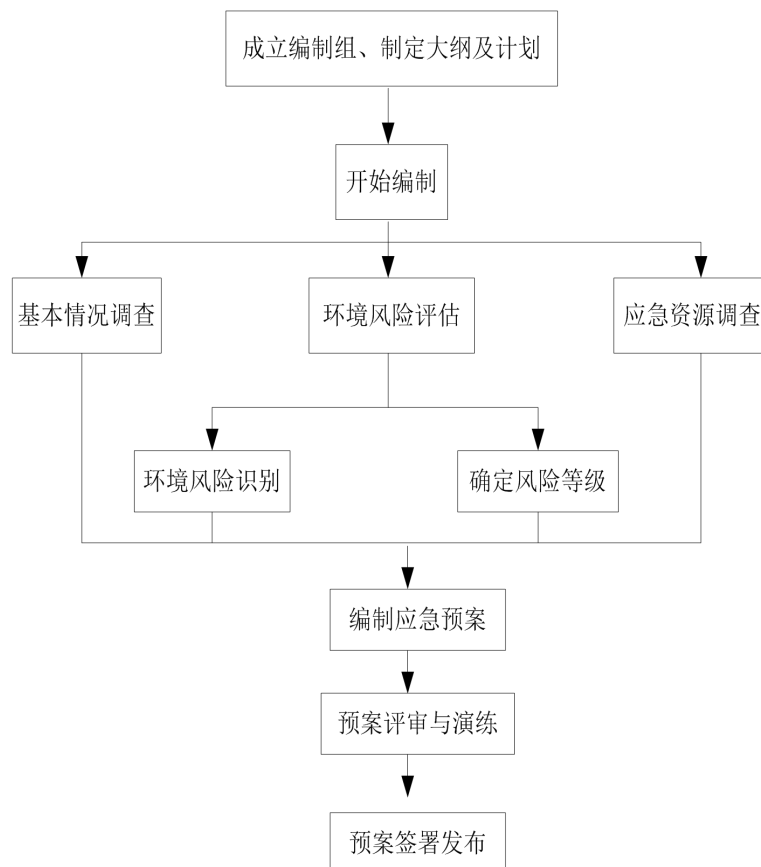 成立编制组、制定大纲及计划
开始编制
基本情况调查
环境风险评估
应急资源调查
环境风险识别
确定风险等级
编制应急预案
预案评审与演练
预案签署发布